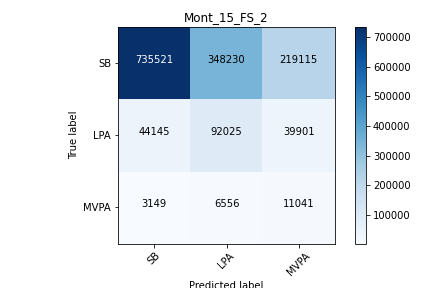 Mont_15_FS_2
SB 735521 348230 219115
LPA 44145 92025 39901
MVPA 3149 6556 11041
SB LPA MVPA
True label
Predicted label
700000
600000
500000
400000
300000
200000
100000